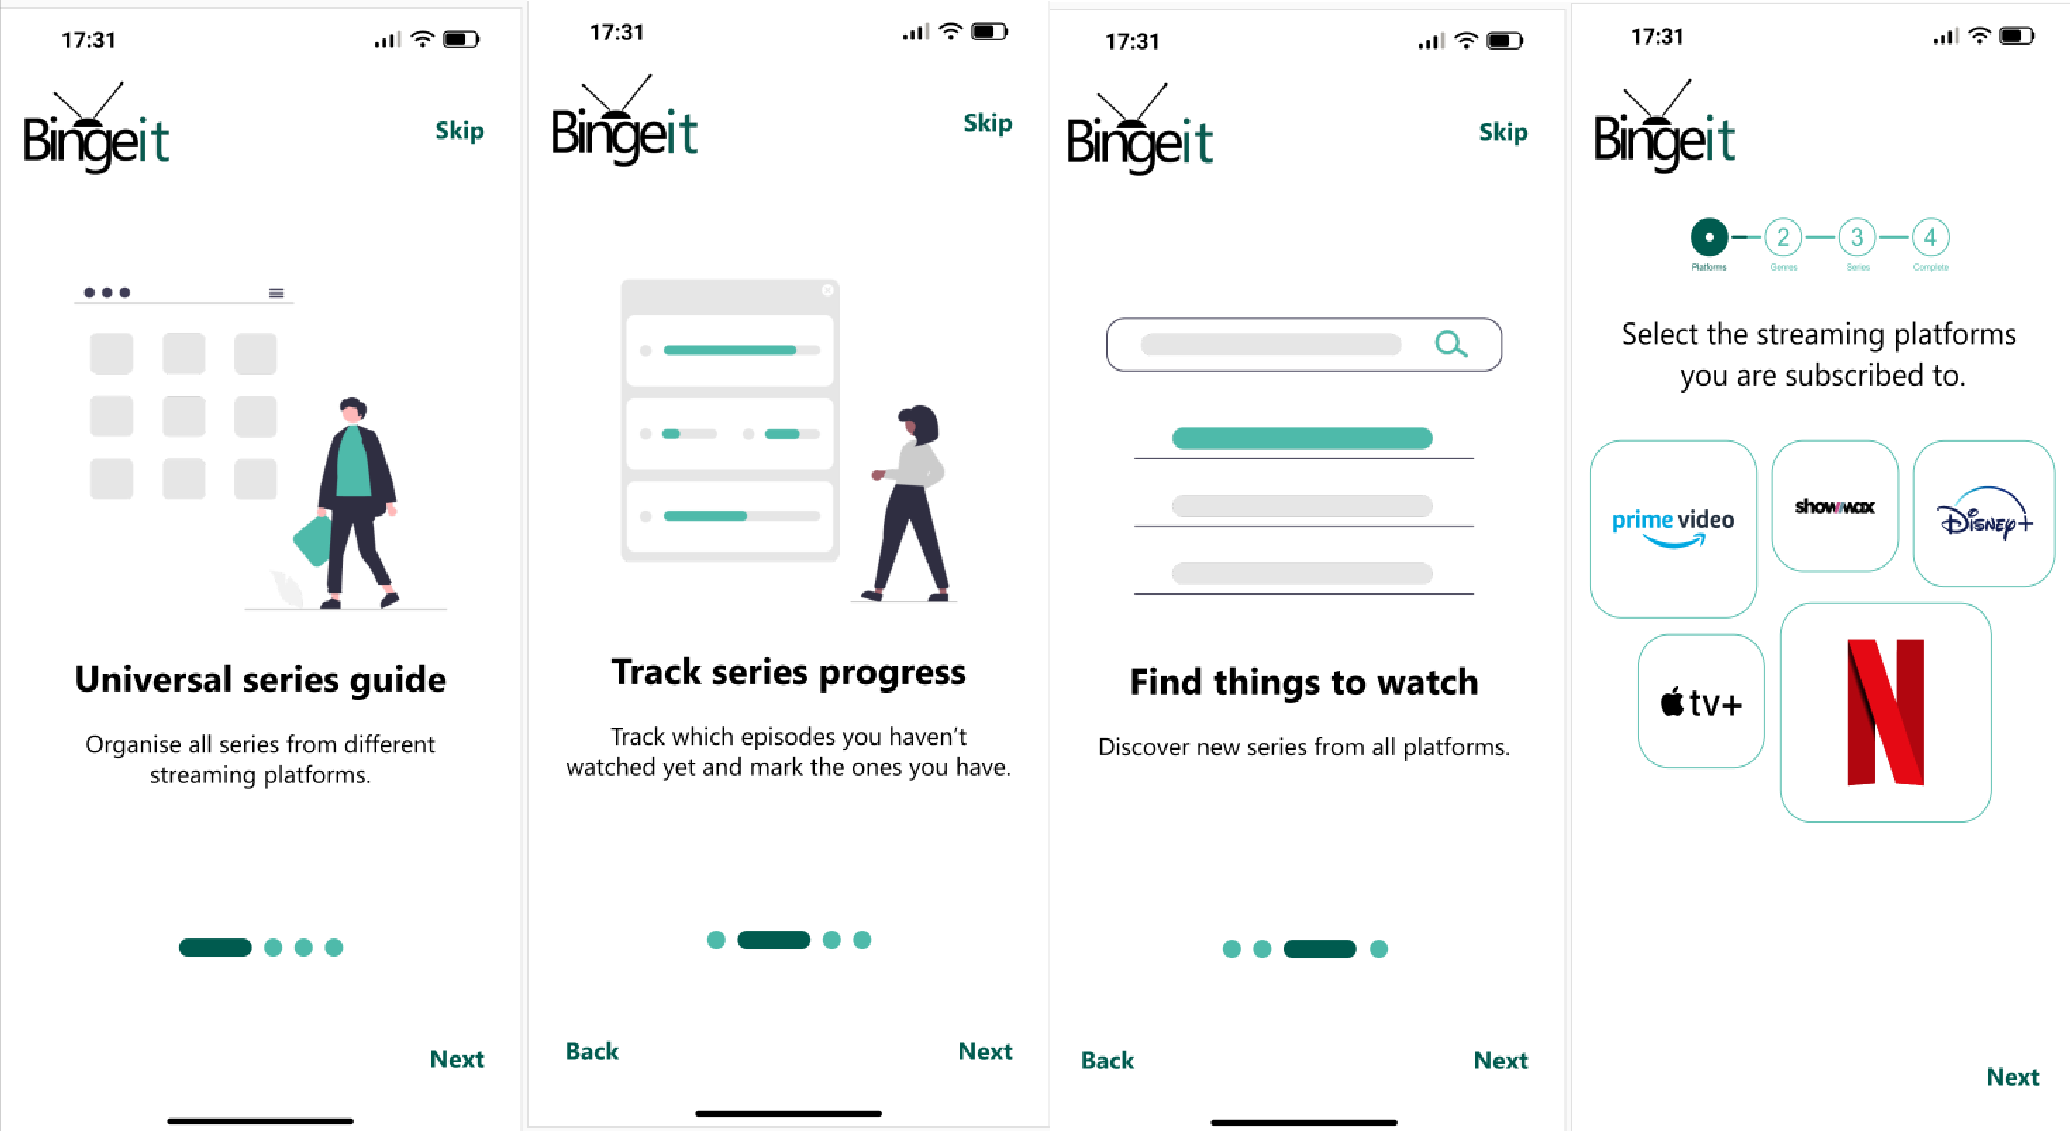 17:31
Bingeit
Skip
Universal series guide
Organise all series from different
streaming platforms.
Next
17:31
Bingeit
Skip
Track series progress
Track which episodes you haven't
watched yet and mark the ones you have.
Back
Next
17:31
Bingeit
Skip
Find things to watch
Discover new series from all platforms.
Back
Next
17:31
Bingeit
2
3
4
Platforms
Genres
Series
Complete
Select the streaming platforms
you are subscribed to.
prime video
showmax
Disney+
tv+
N
Next